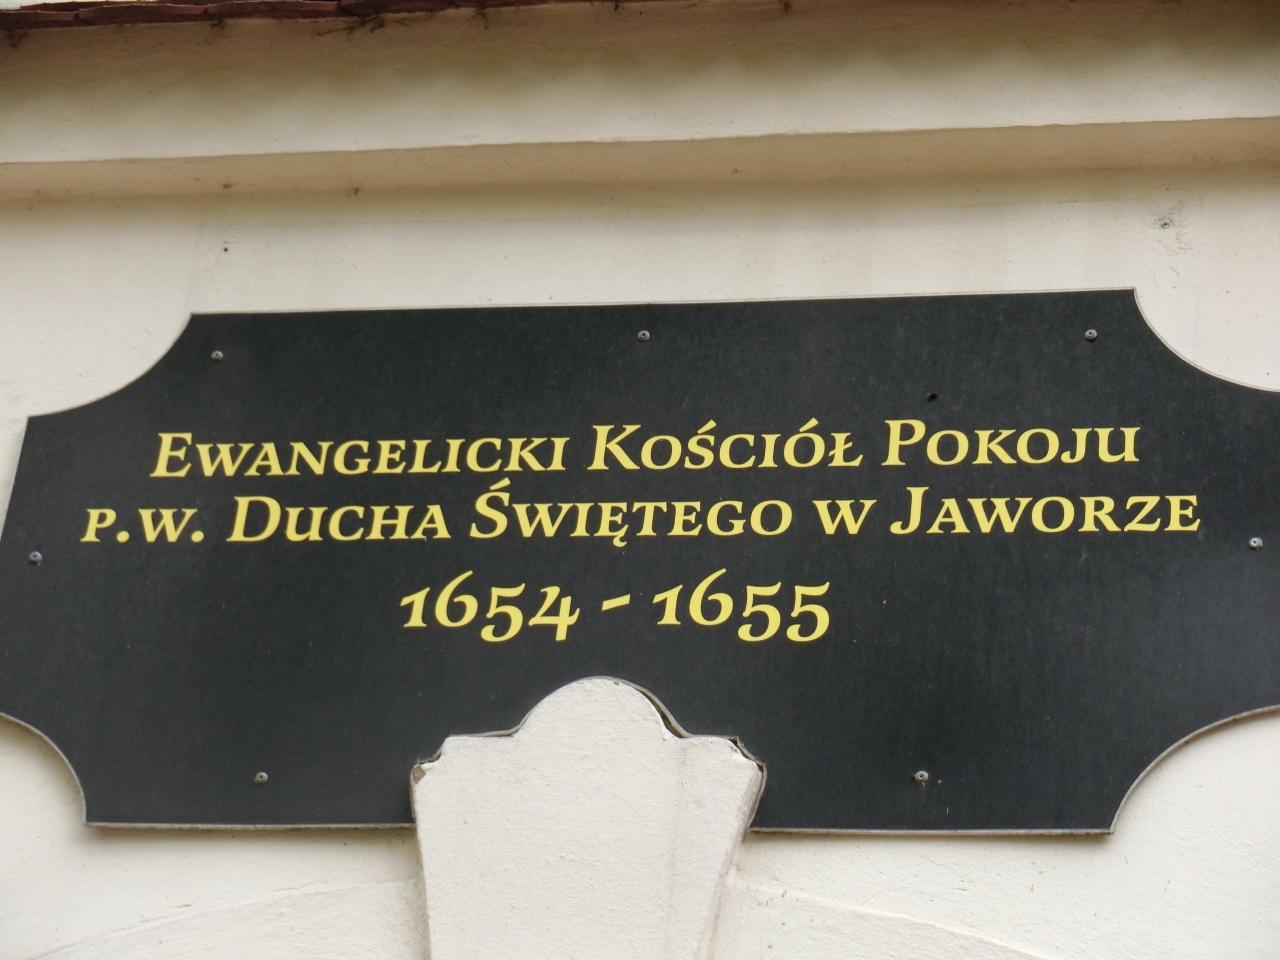 Ewangelicki Kościół Pokoju
p.w. Ducha Świętego w Jaworze
1654 - 1655